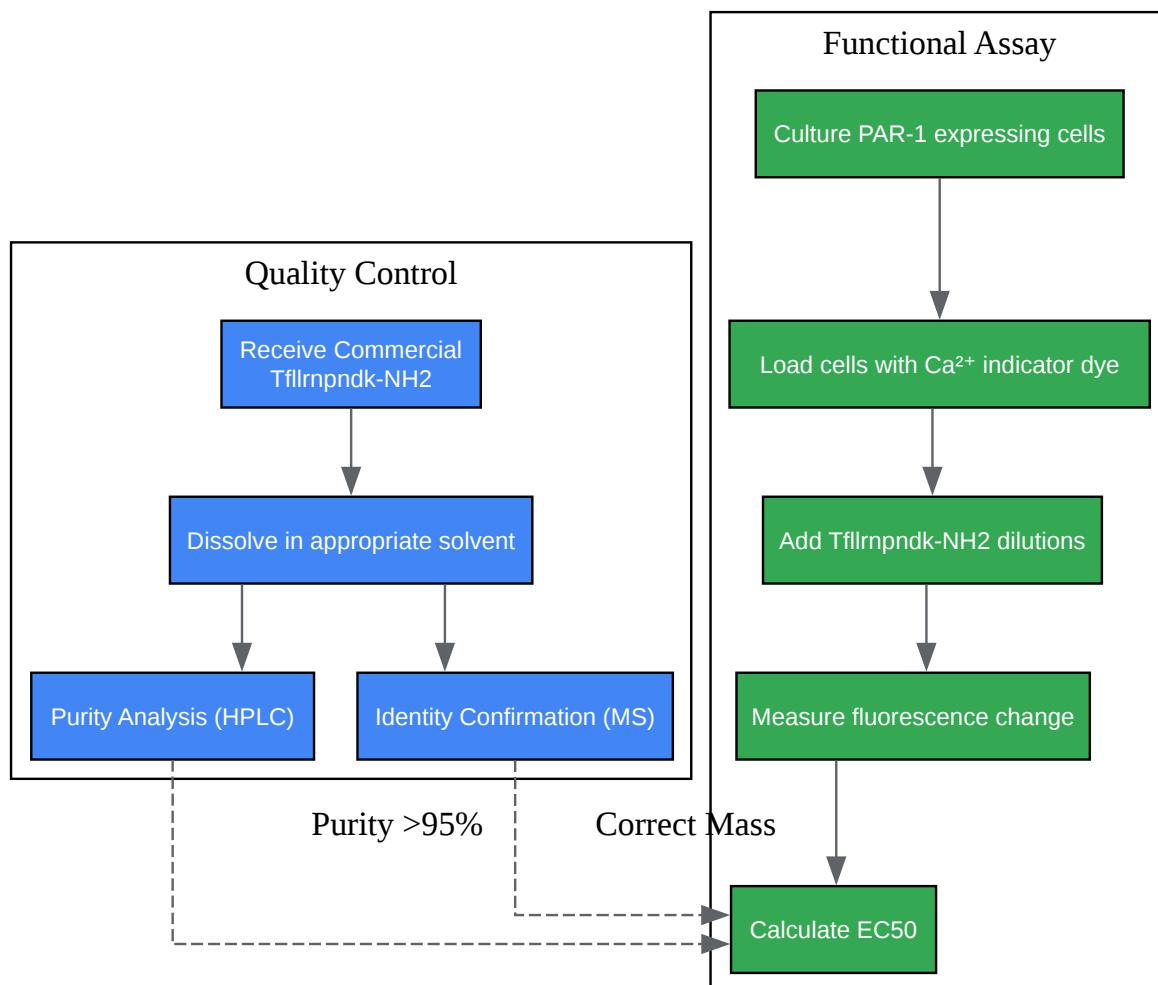 Functional Assay
Culture PAR-1 expressing cells
Quality Control
Receive Commercial
Tfllrnpndk-NH2
Load cells with Ca²⁺ indicator dye
Dissolve in appropriate solvent
Add Tfllrnpndk-NH2 dilutions
Purity Analysis (HPLC)
Identity Confirmation (MS)
Measure fluorescence change
Purity >95%
Correct Mass
Calculate EC50